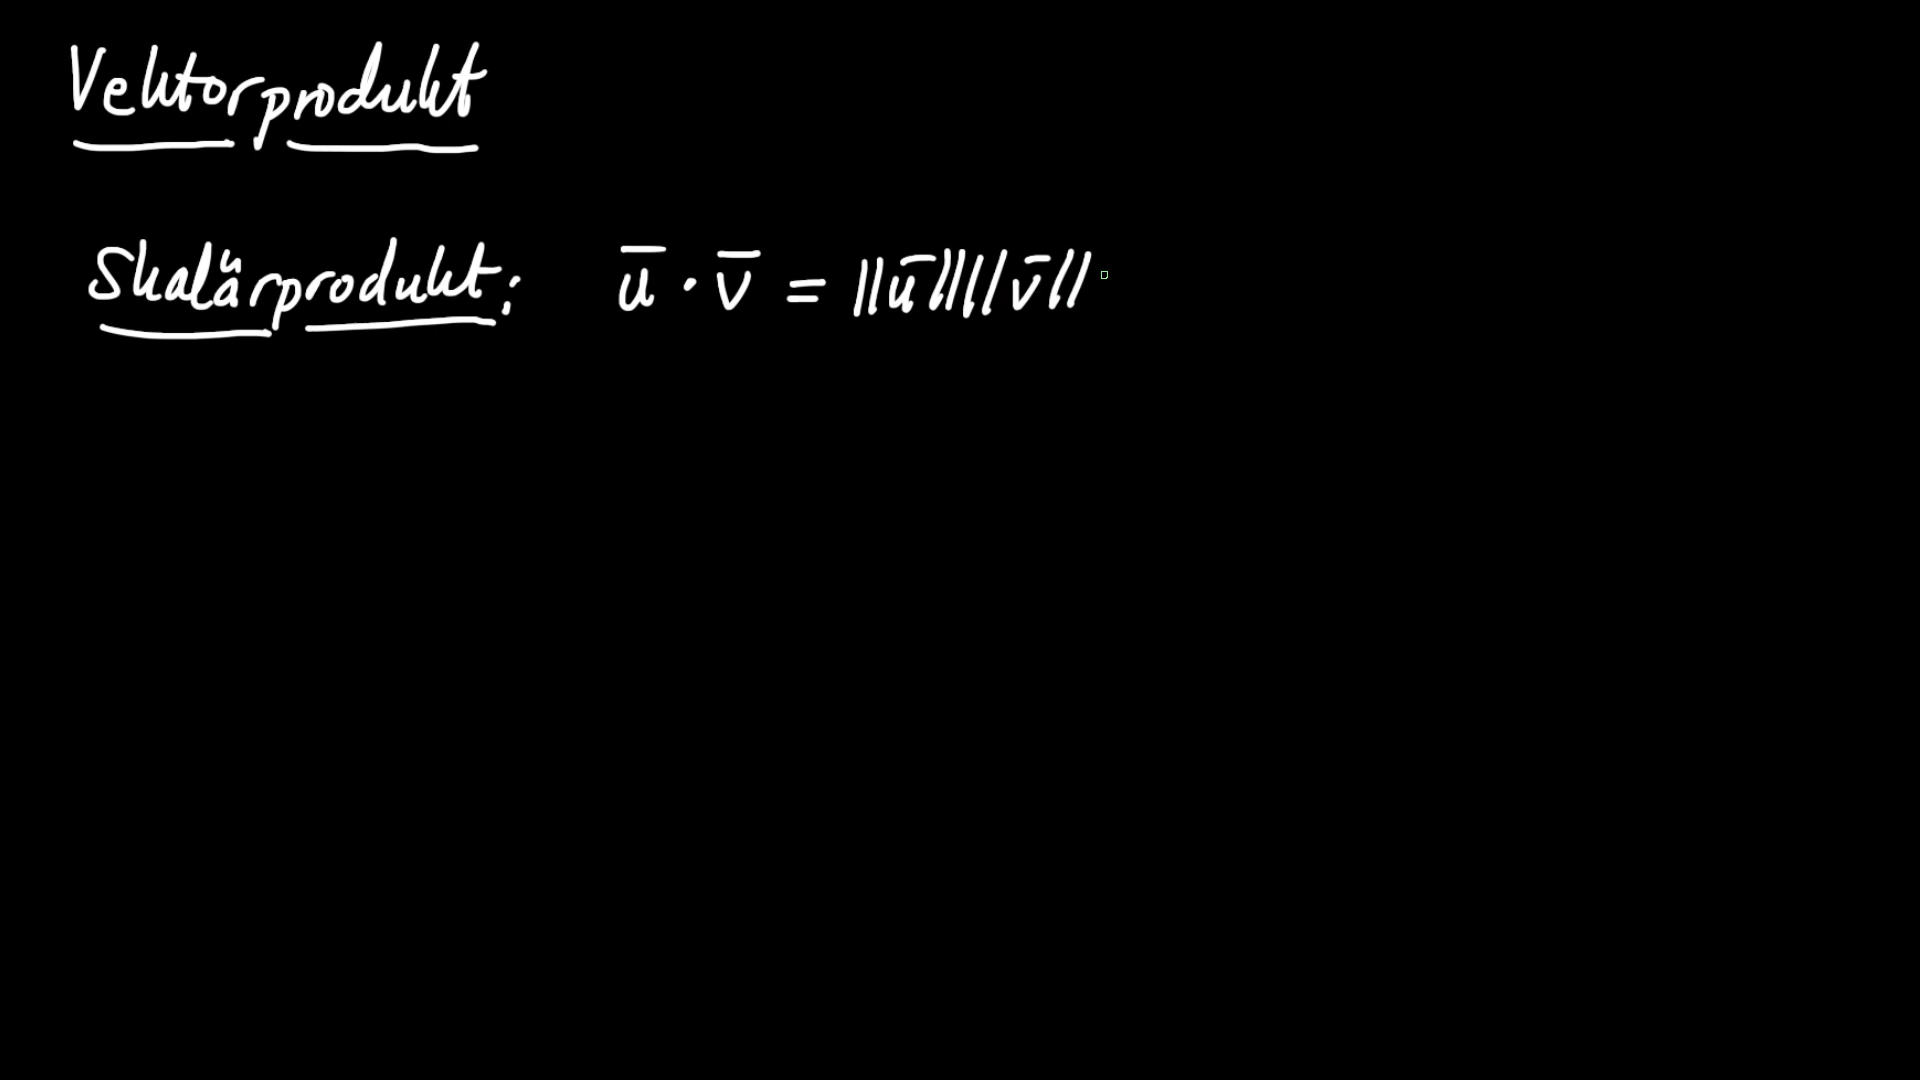 Vektorprodukt
Skalärprodukt: ū · v̄ = ||ū||||v̄||